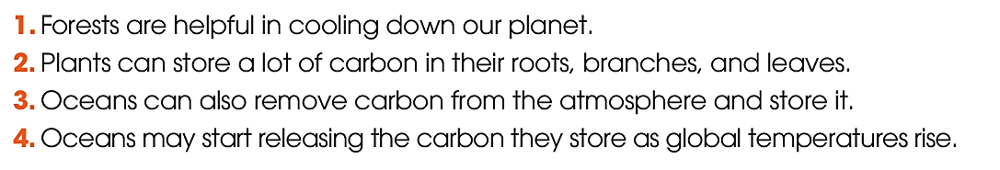 1. Forests are helpful in cooling down our planet.
2. Plants can store a lot of carbon in their roots, branches, and leaves.
3. Oceans can also remove carbon from the atmosphere and store it.
4. Oceans may start releasing the carbon they store as global temperatures rise.